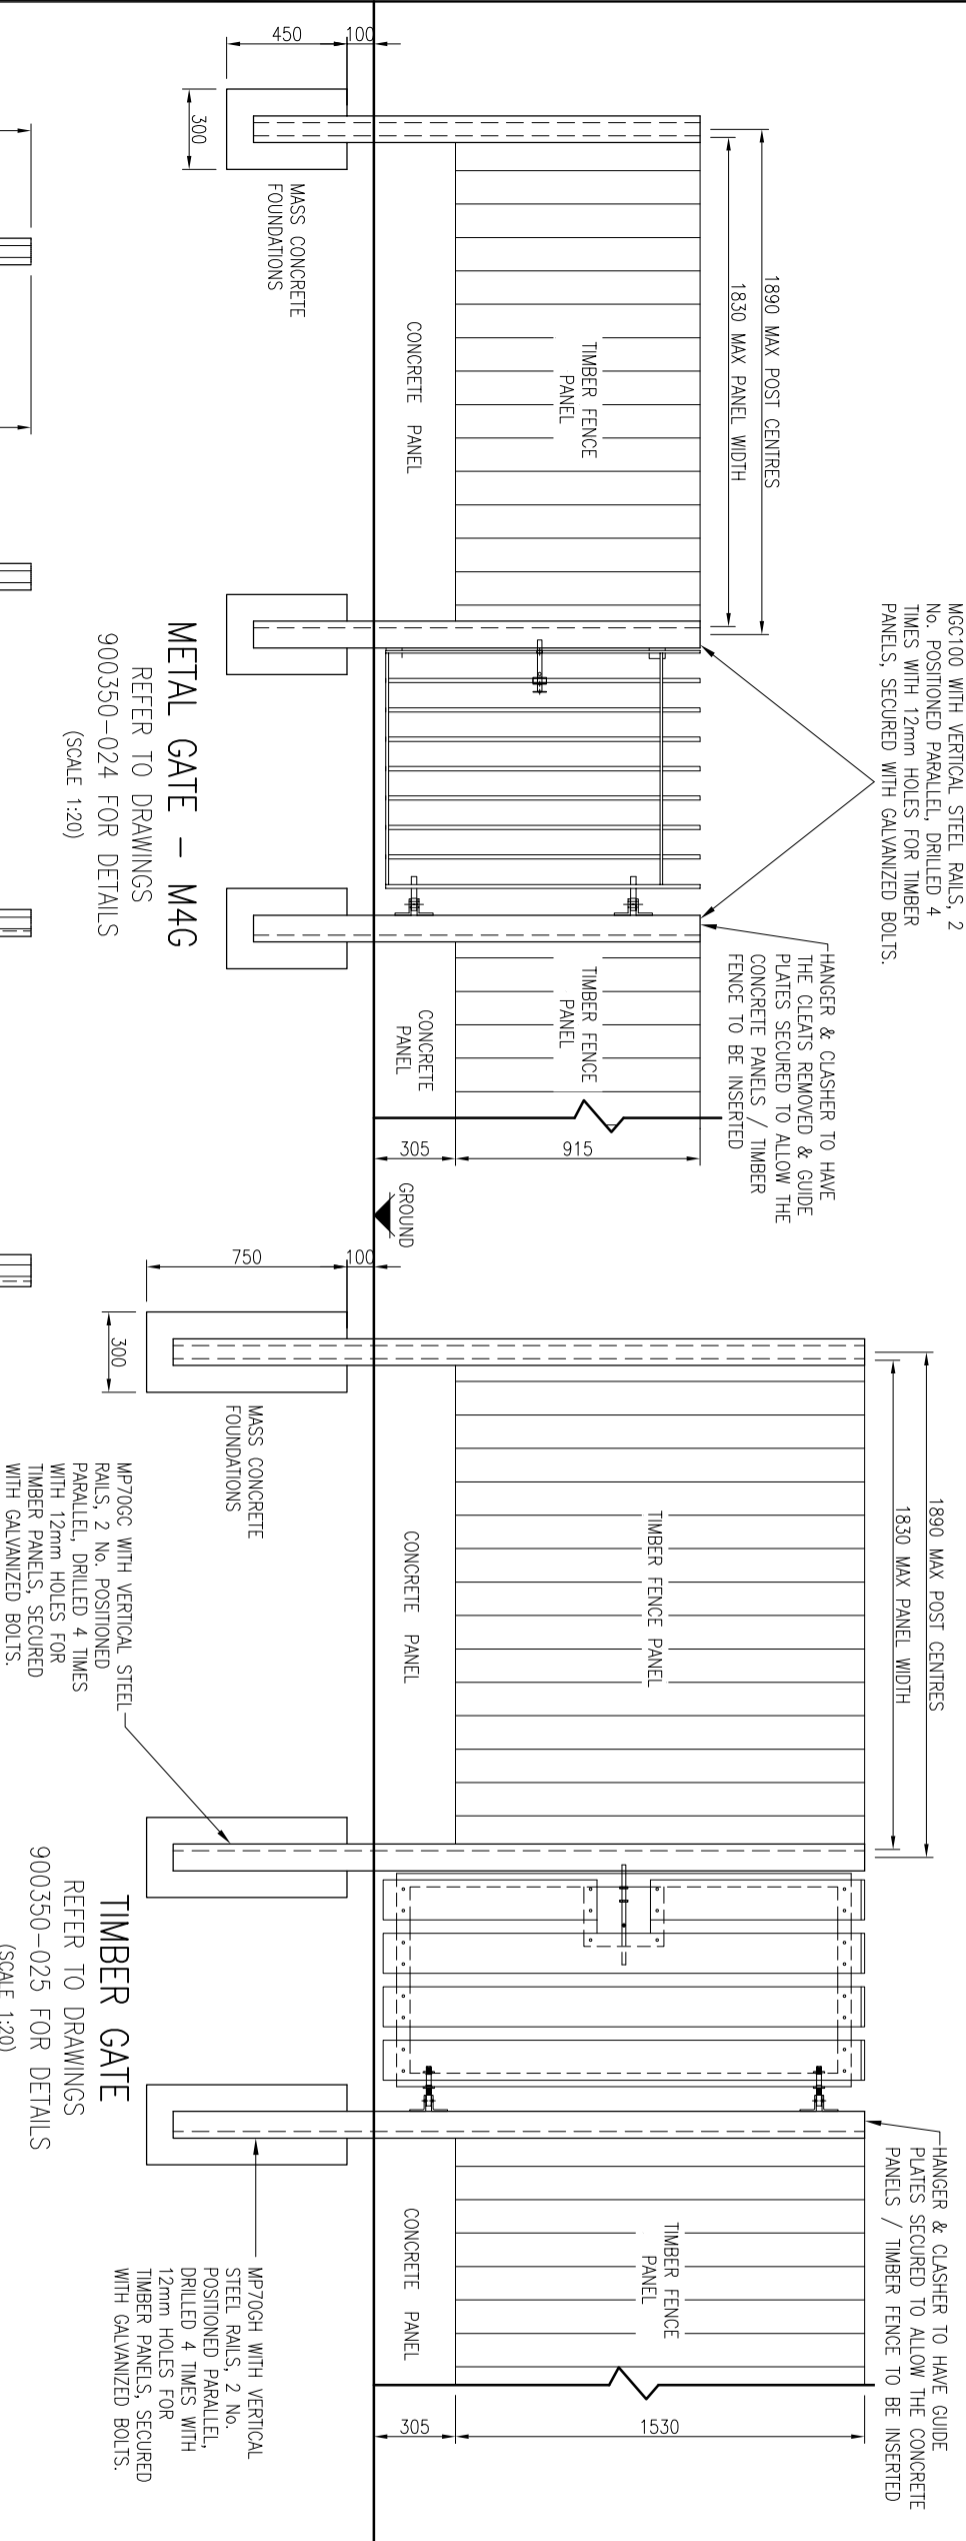 MGC100 WITH VERTICAL STEEL RAILS, 2
No. POSITIONED PARALLEL, DRILLED 4
TIMES WITH 12mm HOLES FOR TIMBER
PANELS, SECURED WITH GALVANIZED BOLTS.
HANGER & CLASHER TO HAVE
THE CLEATS REMOVED & GUIDE
PLATES SECURED TO ALLOW THE
CONCRETE PANELS / TIMBER
FENCE TO BE INSERTED
1890 MAX POST CENTRES
1830 MAX PANEL WIDTH
TIMBER FENCE
PANEL
CONCRETE PANEL
TIMBER FENCE
PANEL
CONCRETE
PANEL
915
305
100
450
300
MASS CONCRETE
FOUNDATIONS
GROUND
METAL GATE - M4G
REFER TO DRAWINGS
900350-024 FOR DETAILS
(SCALE 1:20)
HANGER & CLASHER TO HAVE GUIDE
PLATES SECURED TO ALLOW THE CONCRETE
PANELS / TIMBER FENCE TO BE INSERTED
1890 MAX POST CENTRES
1830 MAX PANEL WIDTH
TIMBER FENCE PANEL
CONCRETE PANEL
TIMBER FENCE
PANEL
CONCRETE PANEL
1530
305
100
750
300
MASS CONCRETE
FOUNDATIONS
MP70GC WITH VERTICAL STEEL
RAILS, 2 No. POSITIONED
PARALLEL, DRILLED 4 TIMES
WITH 12mm HOLES FOR
TIMBER PANELS, SECURED
WITH GALVANIZED BOLTS.
MP70GH WITH VERTICAL
STEEL RAILS, 2 No.
POSITIONED PARALLEL,
DRILLED 4 TIMES WITH
12mm HOLES FOR
TIMBER PANELS, SECURED
WITH GALVANIZED BOLTS.
TIMBER GATE
REFER TO DRAWINGS
900350-025 FOR DETAILS
(SCALE 1:20)